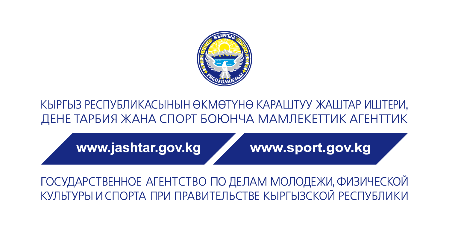 КЫРГЫЗ РЕСПУБЛИКАСЫНЫН ӨКМӨТҮНӨ КАРАШТУУ ЖАШТАР ИШТЕРИ,
ДЕНЕ ТАРБИЯ ЖАНА СПОРТ БОЮНЧА МАМЛЕКЕТТИК АГЕНТТИК
www.jashtar.gov.kg www.sport.gov.kg
ГОСУДАРСТВЕННОЕ АГЕНТСТВО ПО ДЕЛАМ МОЛОДЕЖИ, ФИЗИЧЕСКОЙ
КУЛЬТУРЫ И СПОРТА ПРИ ПРАВИТЕЛЬСТВЕ КЫРГЫЗСКОЙ РЕСПУБЛИКИ